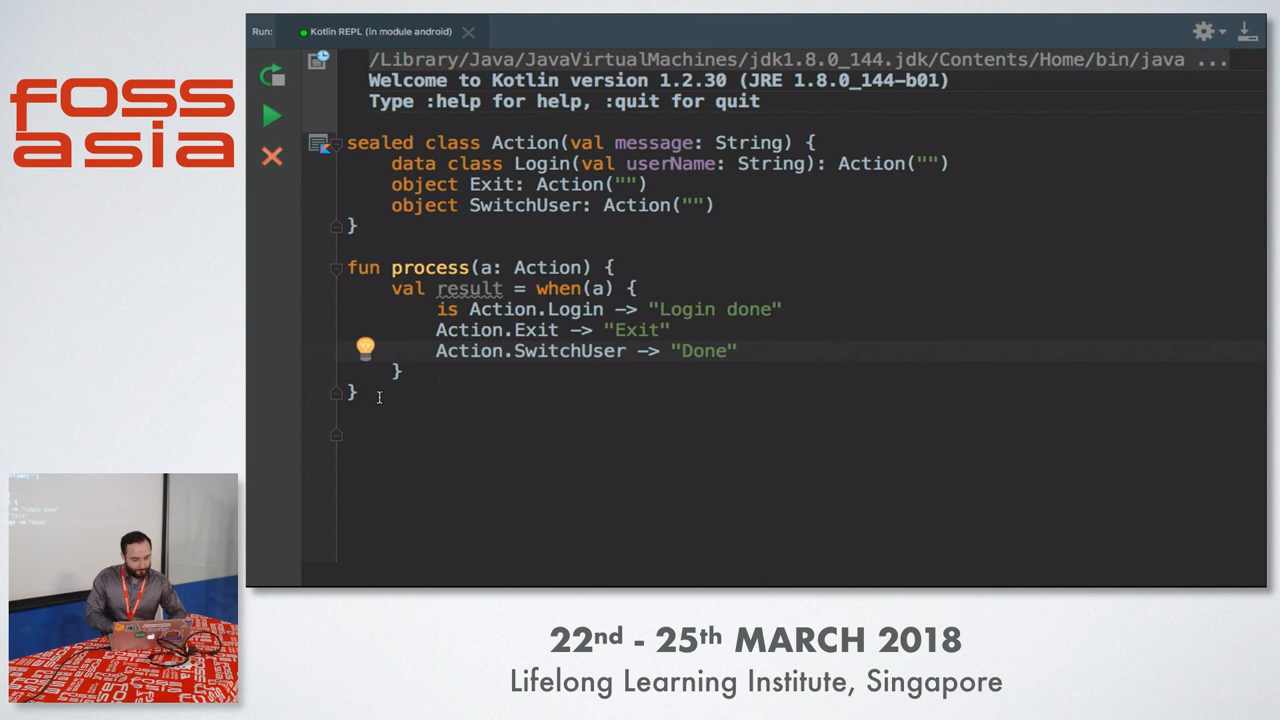 foss
asia
Run: Kotlin REPL (in module android)
/Library/Java/JavaVirtualMachines/jdk1.8.0_144.jdk/Contents/Home/bin/java ...
Welcome to Kotlin version 1.2.30 (JRE 1.8.0_144-b01)
Type :help for help, :quit for quit
sealed class Action(val message: String) {
data class Login(val userName: String): Action("")
object Exit: Action("")
object SwitchUser: Action("")
}
fun process(a: Action) {
val result = when(a) {
is Action.Login -> "Login done"
Action.Exit -> "Exit"
Action.SwitchUser -> "Done"
}
}
22nd - 25th MARCH 2018
Lifelong Learning Institute, Singapore